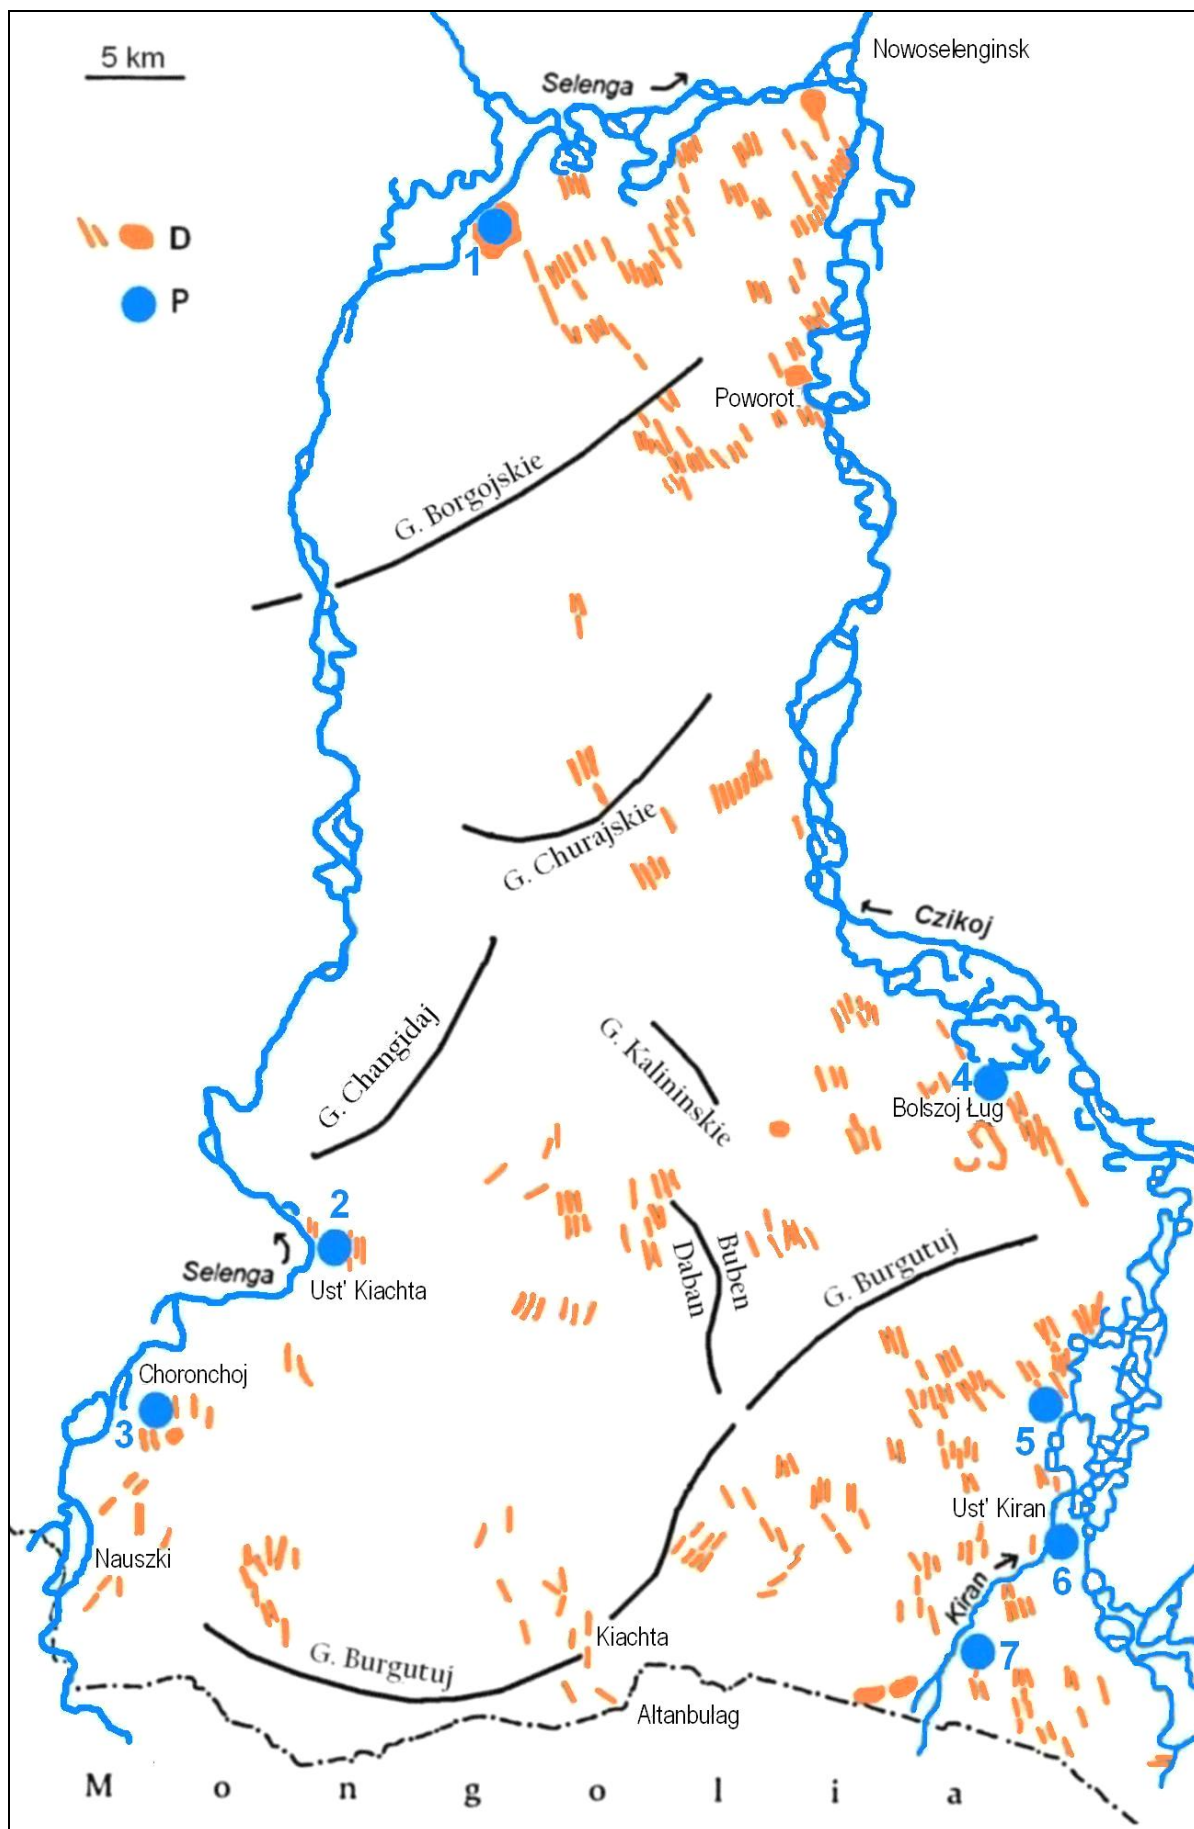 5 km
Nowoselenginsk
Selenga
D
P
1
Poworot
G. Borgojskie
G. Churajskie
Czikoj
G. Changidaj
G. Kalininskie
4
Bolszoj Ług
2
Selenga
Ust' Kiachta
Buben
Daban
G. Burgutuj
Choronchoj
3
5
Ust' Kiran
Nauszki
6
Kiran
Kiachta
G. Burgutuj
7
Altanbulag
M o n g o l i a